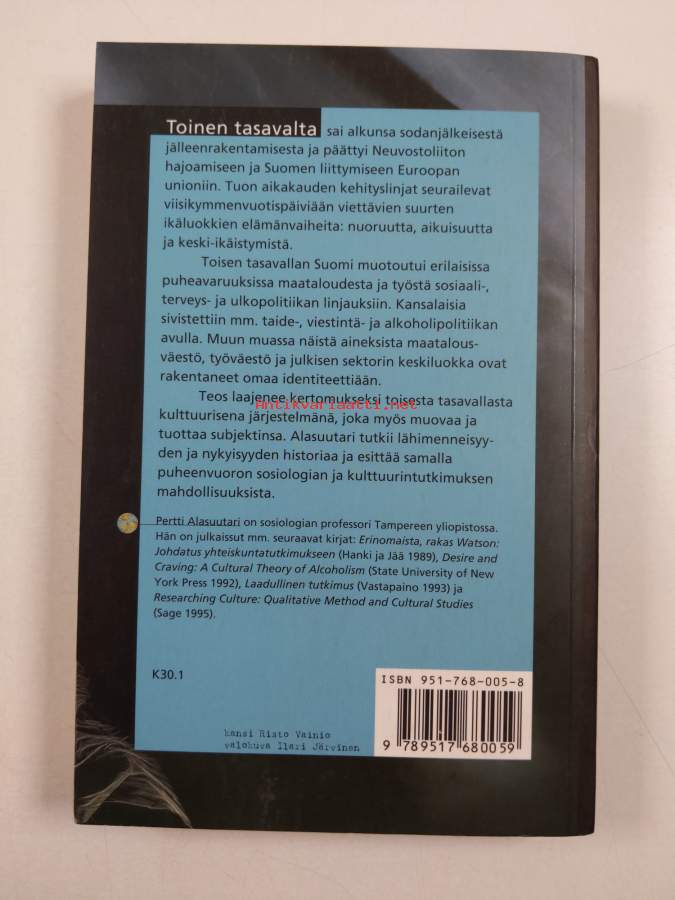 Toinen tasavalta sai alkunsa sodanjälkeisestä
jälleenrakentamisesta ja päättyi Neuvostoliiton
hajoamiseen ja Suomen liittymiseen Euroopan
unioniin. Tuon aikakauden kehityslinjat seurailevat
viisikymmenvuotispäiviään viettävien suurten
ikäluokkien elämänvaiheita: nuoruutta, aikuisuutta
ja keski-ikäistymistä.
Toisen tasavallan Suomi muotoutui erilaisissa
puheavaruuksissa maataloudesta ja työstä sosiaali-,
terveys- ja ulkopolitiikan linjauksiin. Kansalaisia
sivistettiin mm. taide-, viestintä- ja alkoholipolitiikan
avulla. Muun muassa näistä aineksista maatalous-
väestö, työväestö ja julkisen sektorin keskiluokka ovat
rakentaneet omaa identiteettiään.
Teos laajenee kertomukseksi toisesta tasavallasta
Antikvariaatti.net
kulttuurisena järjestelmänä, joka myös muovaa ja
tuottaa subjektinsa. Alasuutari tutkii lähimenneisyy-
den ja nykyisyyden historiaa ja esittää samalla
puheenvuoron sosiologian ja kulttuurintutkimuksen
mahdollisuuksista.
Pertti Alasuutari on sosiologian professori Tampereen yliopistossa.
Hän on julkaissut mm. seuraavat kirjat: Erinomaista, rakas Watson:
Johdatus yhteiskuntatutkimukseen (Hanki ja Jää 1989), Desire and
Craving: A Cultural Theory of Alcoholism (State University of New
York Press 1992), Laadullinen tutkimus (Vastapaino 1993) ja
Researching Culture: Qualitative Method and Cultural Studies
(Sage 1995).
K30.1
ISBN 951-768-005-8
9 789517 680059
kansi Risto Vainio
valokuva Ilari Järvinen